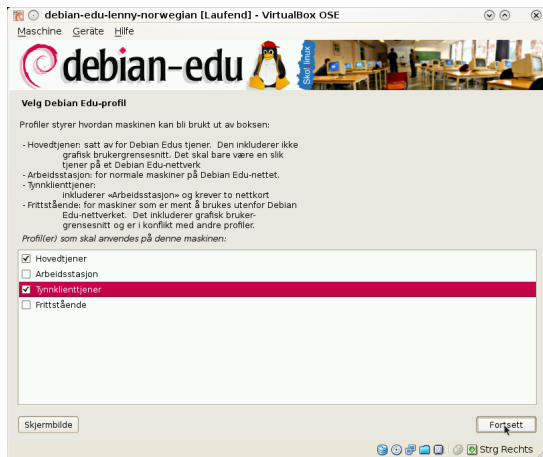 debian-edu-lenny-norwegian [Laufend] - VirtualBox OSE
Maschine Geräte Hilfe
debian-edu
Skolelinux
Velg Debian Edu-profil
Profiler styrer hvordan maskinen kan bli brukt ut av boksen:
- Hovedtjener: satt av for Debian Edus tjener. Den inkluderer ikke
grafisk brukergrensesnitt. Det skal bare være en slik
tjener på et Debian Edu-nettverk
- Arbeidsstasjon: for normale maskiner på Debian Edu-nettet.
- Tynnklienttjener:
inkluderer «Arbeidsstasjon» og krever to nettkort
- Frittstående: for maskiner som er ment å brukes utenfor Debian
Edu-nettverket. Det inkluderer grafisk bruker-
grensesnitt og er i konflikt med andre profiler.
Profil(er) som skal anvendes på denne maskinen:
Hovedtjener
Arbeidsstasjon
Tynnklienttjener
Frittstående
Skjermbilde
Fortsett
Strg Rechts